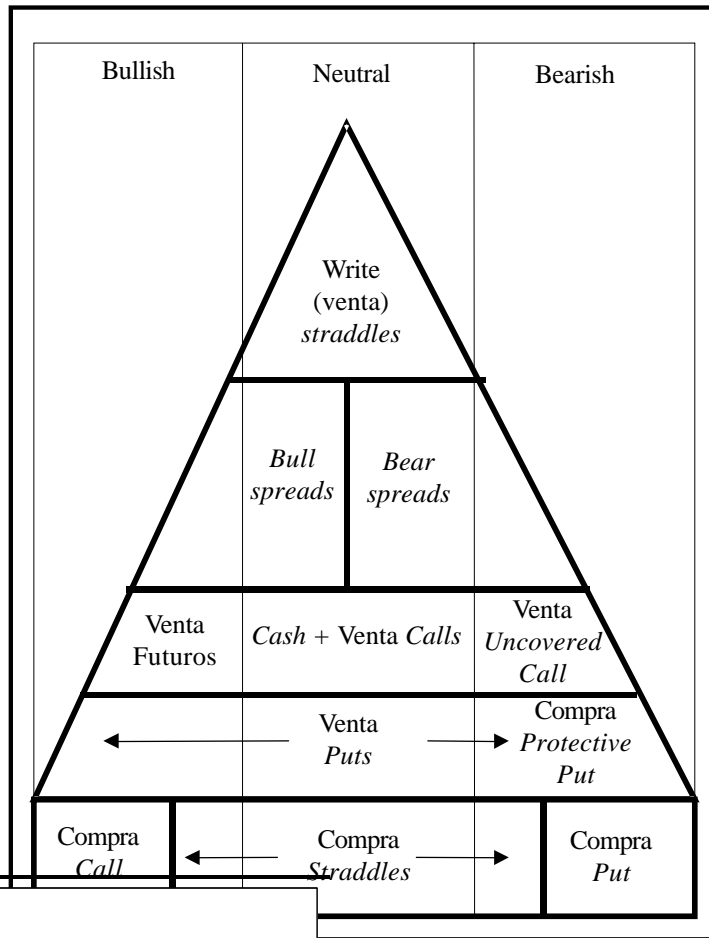 Bullish
Neutral
Bearish
Write
(venta)
straddles
Bull
spreads
Bear
spreads
Venta
Futuros
Cash + Venta Calls
Venta
Uncovered
Call
Venta
Puts
Compra
Protective
Put
Compra
Call
Compra
Straddles
Compra
Put